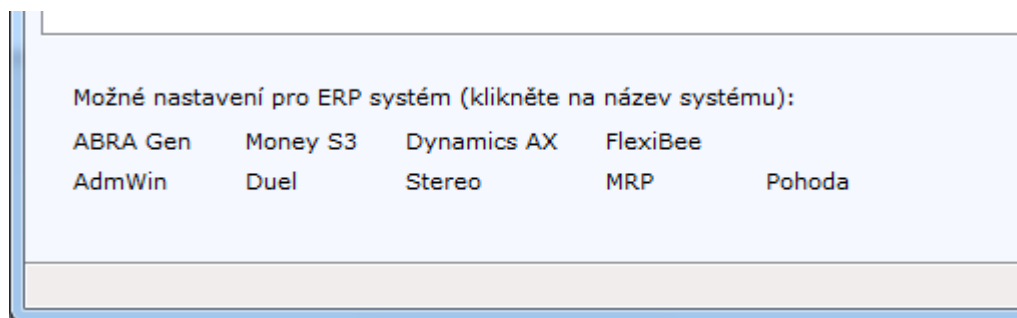 Možné nastavení pro ERP systém (klikněte na název systému):
ABRA Gen Money S3 Dynamics AX FlexiBee
AdmWin Duel Stereo MRP Pohoda